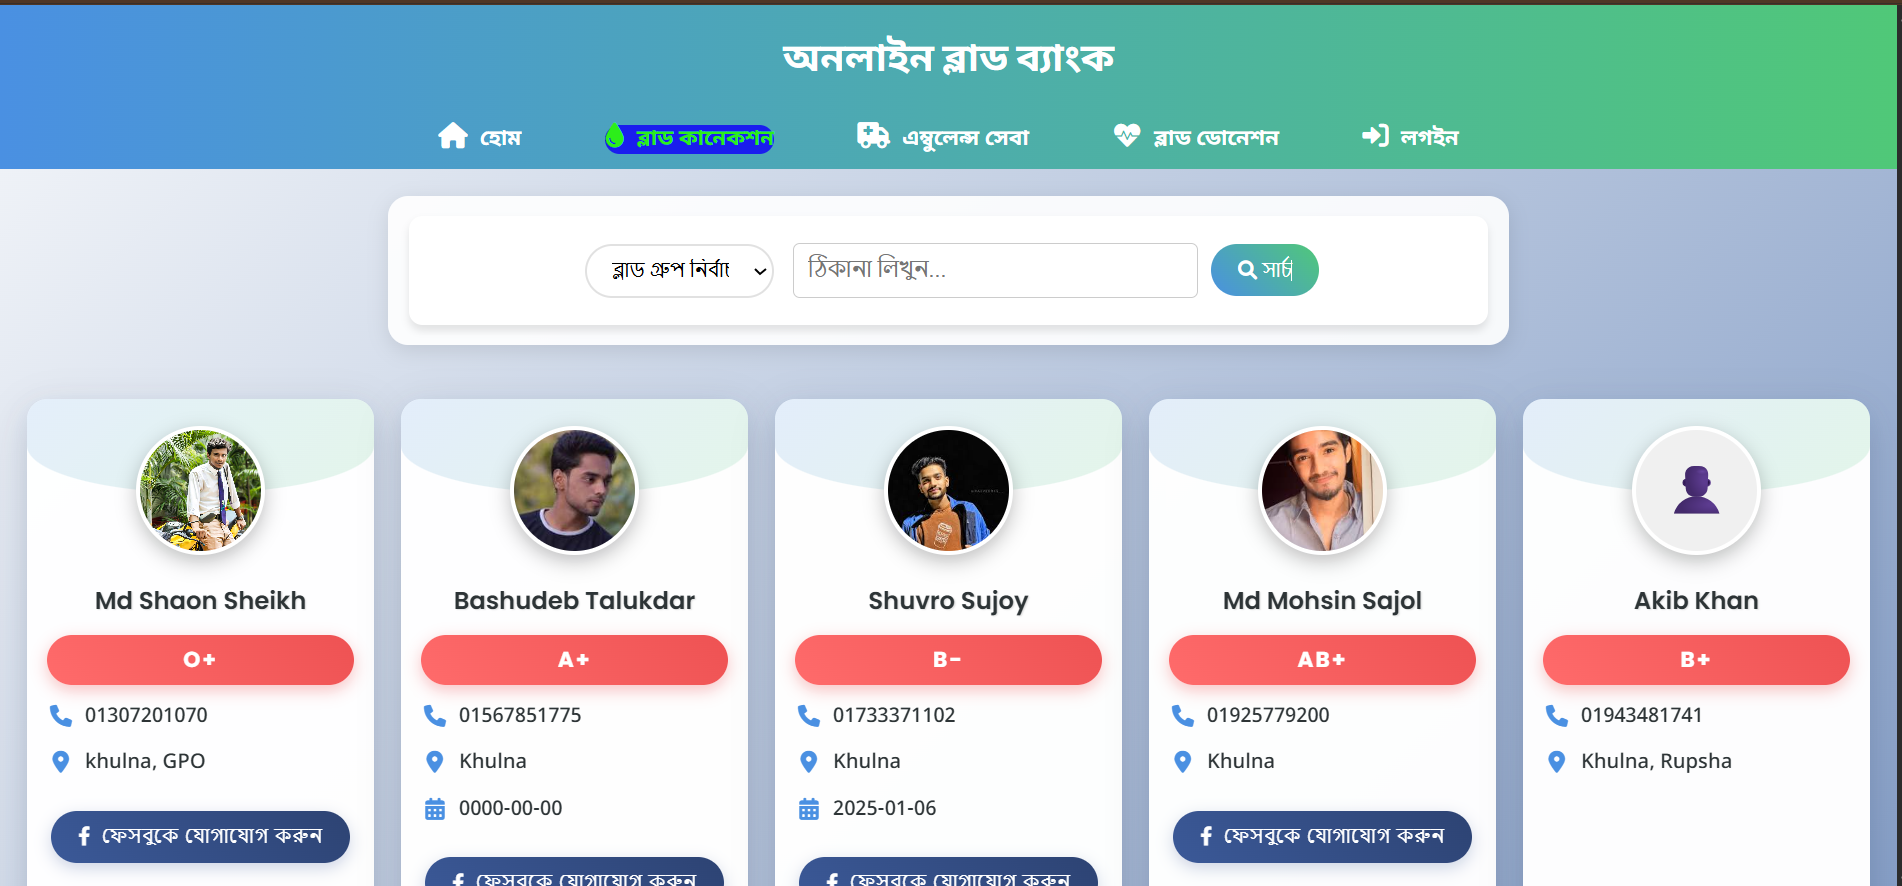 অনলাইন ব্লাড ব্যাংক
হোম ব্লাড কানেকশন এম্বুলেন্স সেবা ব্লাড ডোনেশন লগইন
ব্লাড গ্রুপ নির্বাচ ঠিকানা লিখুন... সার্চ
Md Shaon Sheikh
O+
01307201070
khulna, GPO
ফেসবুকে যোগাযোগ করুন
Bashudeb Talukdar
A+
01567851775
Khulna
0000-00-00
ফেসবুকে যোগাযোগ করুন
Shuvro Sujoy
B-
01733371102
Khulna
2025-01-06
ফেসবুকে যোগাযোগ করুন
Md Mohsin Sajol
AB+
01925779200
Khulna
ফেসবুকে যোগাযোগ করুন
Akib Khan
B+
01943481741
Khulna, Rupsha